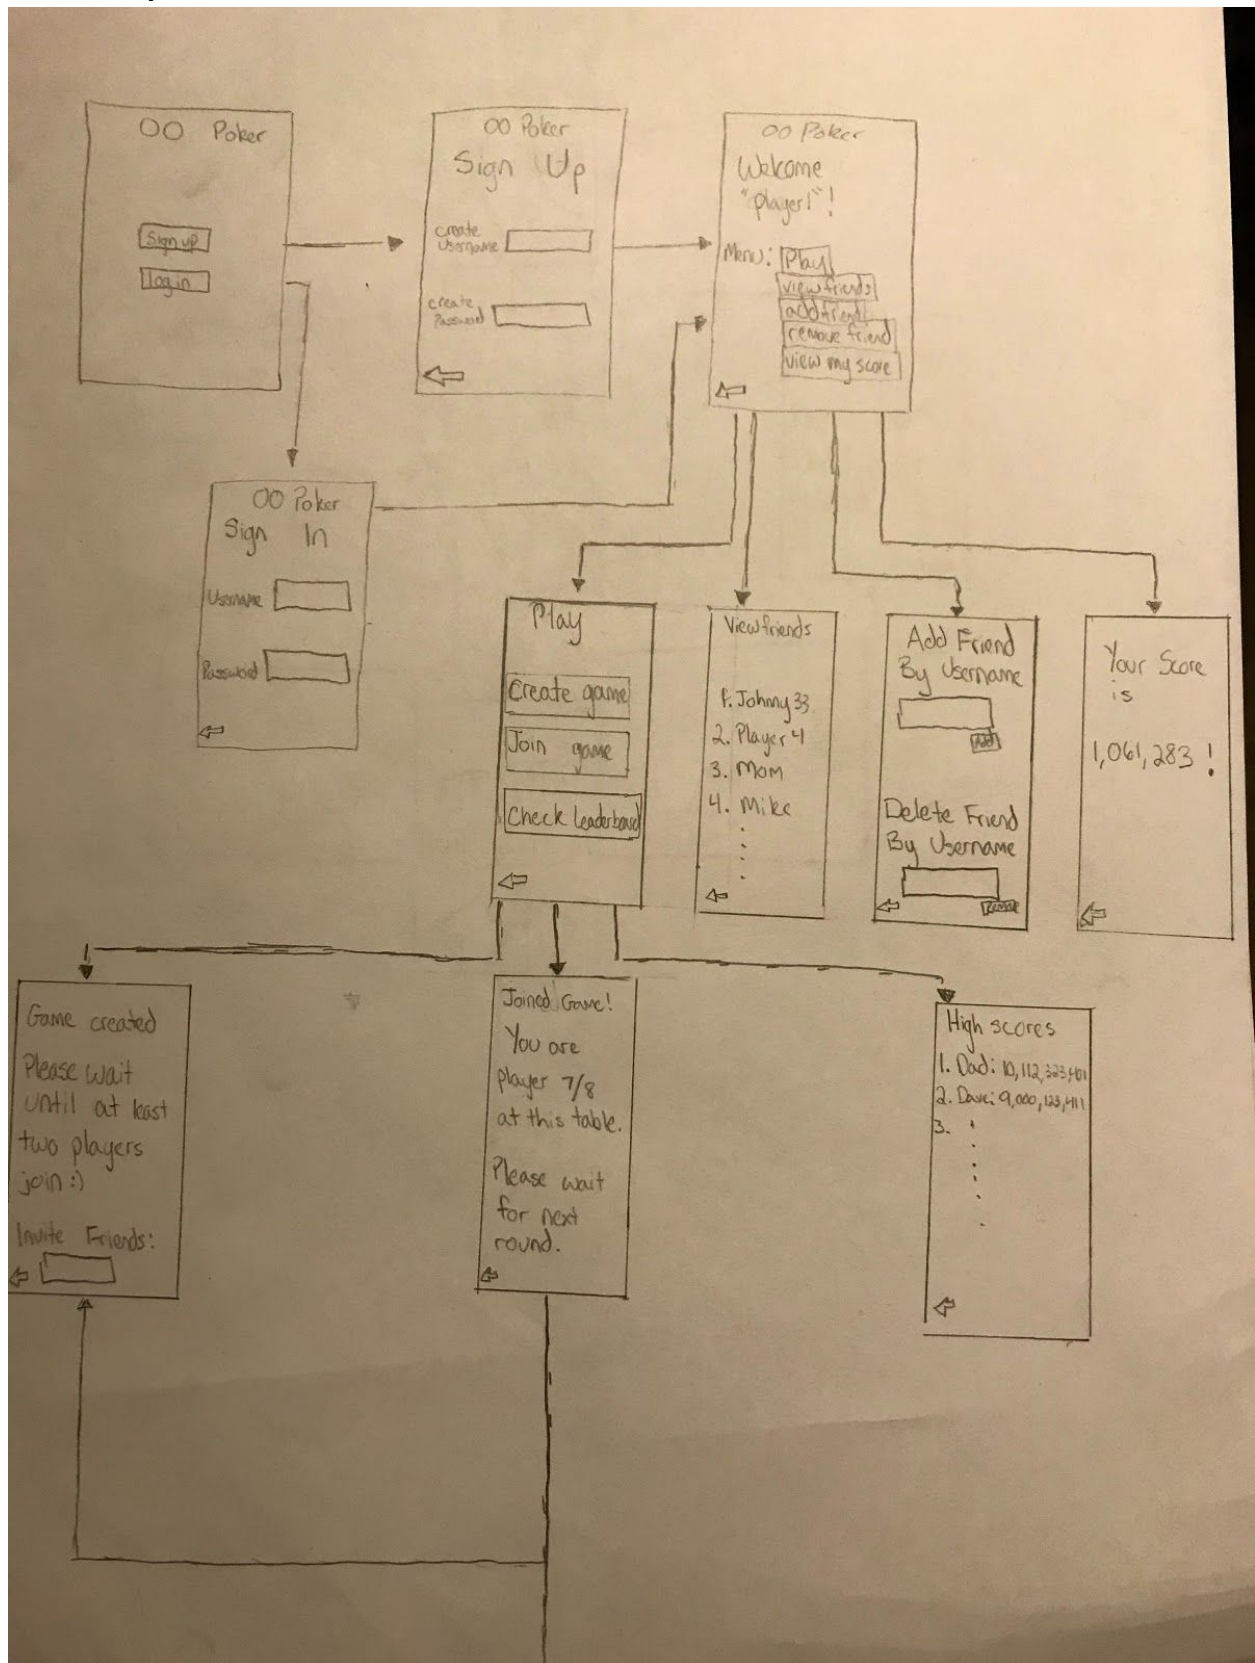 OO Poker
Sign up
log in
OO Poker
Sign Up
create
Username
create
Password
OO Poker
Welcome
"player1"!
Menu: Play
view friends
add friend
remove friend
view my score
OO Poker
Sign In
Username
Password
Play
Create game
Join game
Check Leaderboard
View friends
1. Johnny33
2. Player 4
3. Mom
4. Mike
Add Friend
By Username
Add
Delete Friend
By Username
Remove
Your Score
is
1,061,283!
Game created
Please wait
until at least
two players
join :)
Invite Friends:
Joined Game!
You are
player 7/8
at this table.
Please wait
for next
round.
High scores
1. Dad: 10,112,323,401
2. Dave: 9,000,123,411
3.